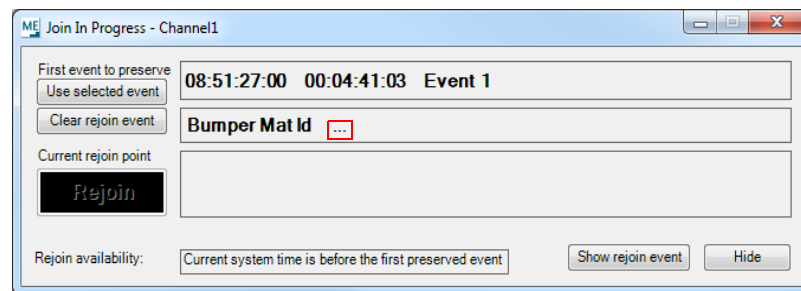 ME Join In Progress - Channel1
First event to preserve
Use selected event
08:51:27:00 00:04:41:03 Event 1
Clear rejoin event
Bumper Mat Id ...
Current rejoin point
Rejoin
Rejoin availability:
Current system time is before the first preserved event
Show rejoin event
Hide